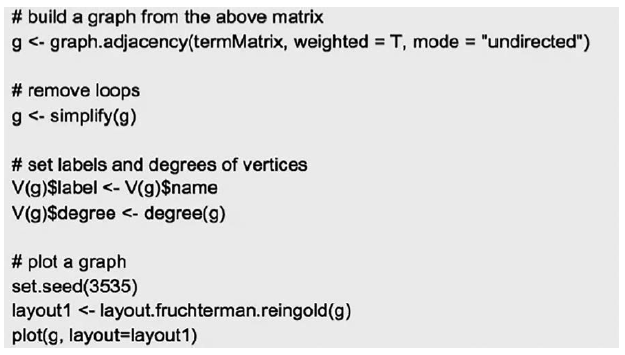 # build a graph from the above matrix
g <- graph.adjacency(termMatrix, weighted = T, mode = "undirected")
# remove loops
g <- simplify(g)
# set labels and degrees of vertices
V(g)$label <- V(g)$name
V(g)$degree <- degree(g)
# plot a graph
set.seed(3535)
layout1 <- layout.fruchterman.reingold(g)
plot(g, layout=layout1)